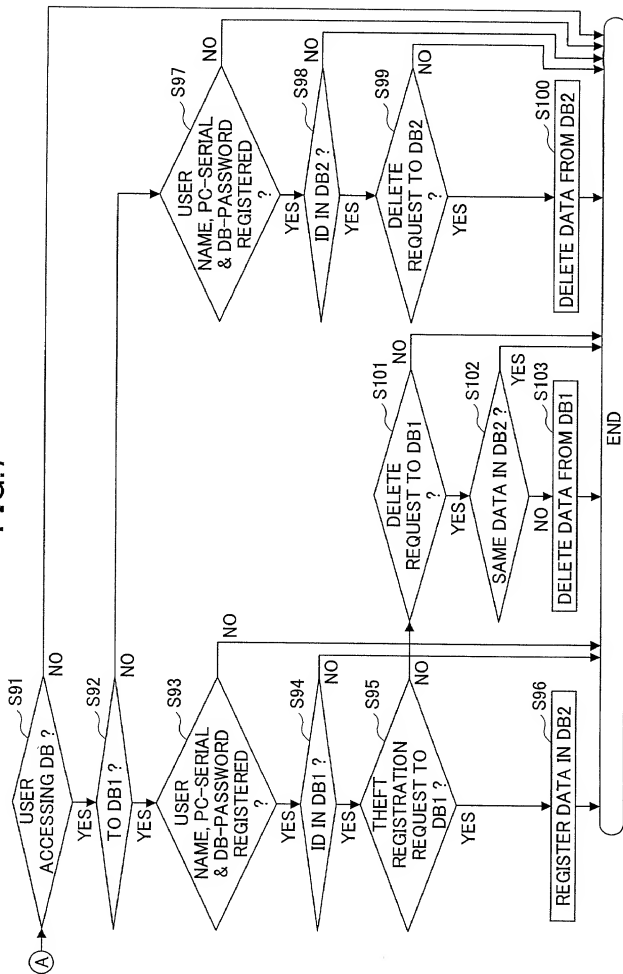 A
S91
USER
ACCESSING DB ?
NO
YES
S92
TO DB1 ?
NO
YES
S93
USER
NAME, PC-SERIAL
& DB-PASSWORD
REGISTERED
?
NO
YES
S94
ID IN DB1 ?
NO
YES
S95
THEFT
REGISTRATION
REQUEST TO
DB1 ?
NO
YES
S96
REGISTER DATA IN DB2
S101
DELETE
REQUEST TO DB1
?
NO
YES
S102
SAME DATA IN DB2 ?
YES
NO
S103
DELETE DATA FROM DB1
S97
USER
NAME, PC-SERIAL
& DB-PASSWORD
REGISTERED
?
NO
YES
S98
ID IN DB2 ?
NO
YES
S99
DELETE
REQUEST TO DB2
?
NO
YES
S100
DELETE DATA FROM DB2
END